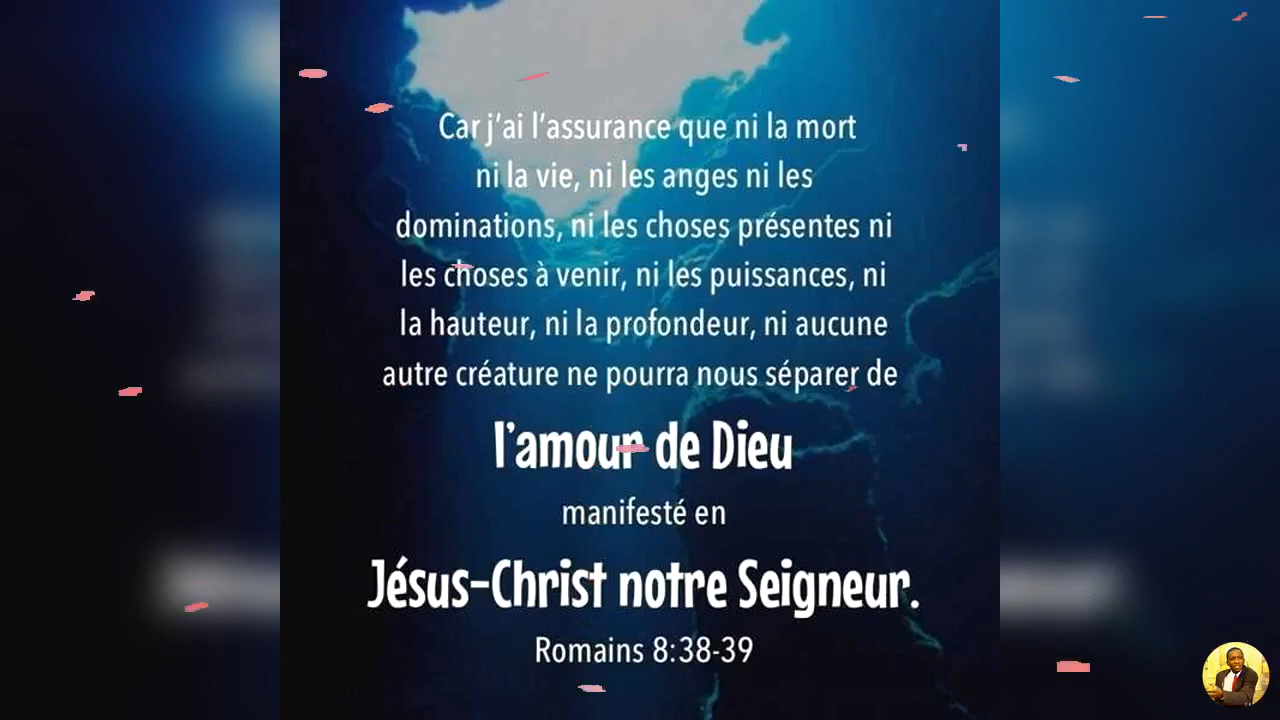 Car j'ai l'assurance que ni la mort
ni la vie, ni les anges ni les
dominations, ni les choses présentes ni
les choses à venir, ni les puissances, ni
la hauteur, ni la profondeur, ni aucune
autre créature ne pourra nous séparer de
l'amour de Dieu
manifesté en
Jésus-Christ notre Seigneur.
Romains 8:38-39